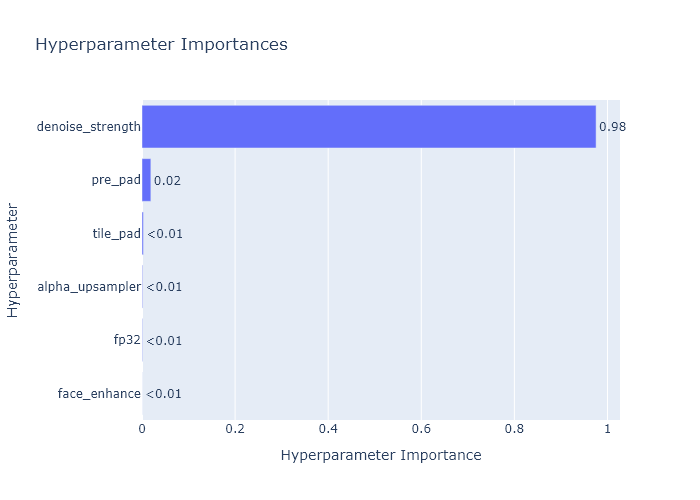 Hyperparameter Importances
Hyperparameter
denoise_strength 0.98
pre_pad 0.02
tile_pad <0.01
alpha_upsampler <0.01
fp32 <0.01
face_enhance <0.01
0 0.2 0.4 0.6 0.8 1
Hyperparameter Importance